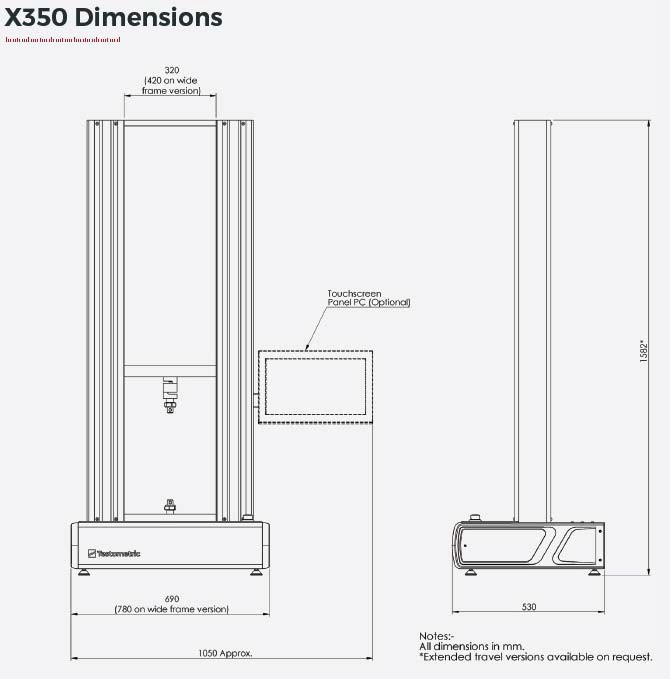 X350 Dimensions
320
(420 on wide
frame version)
Touchscreen
Panel PC (Optional)
1582*
Testometric
690
(780 on wide frame version)
530
1050 Approx.
Notes:-
All dimensions in mm.
*Extended travel versions available on request.